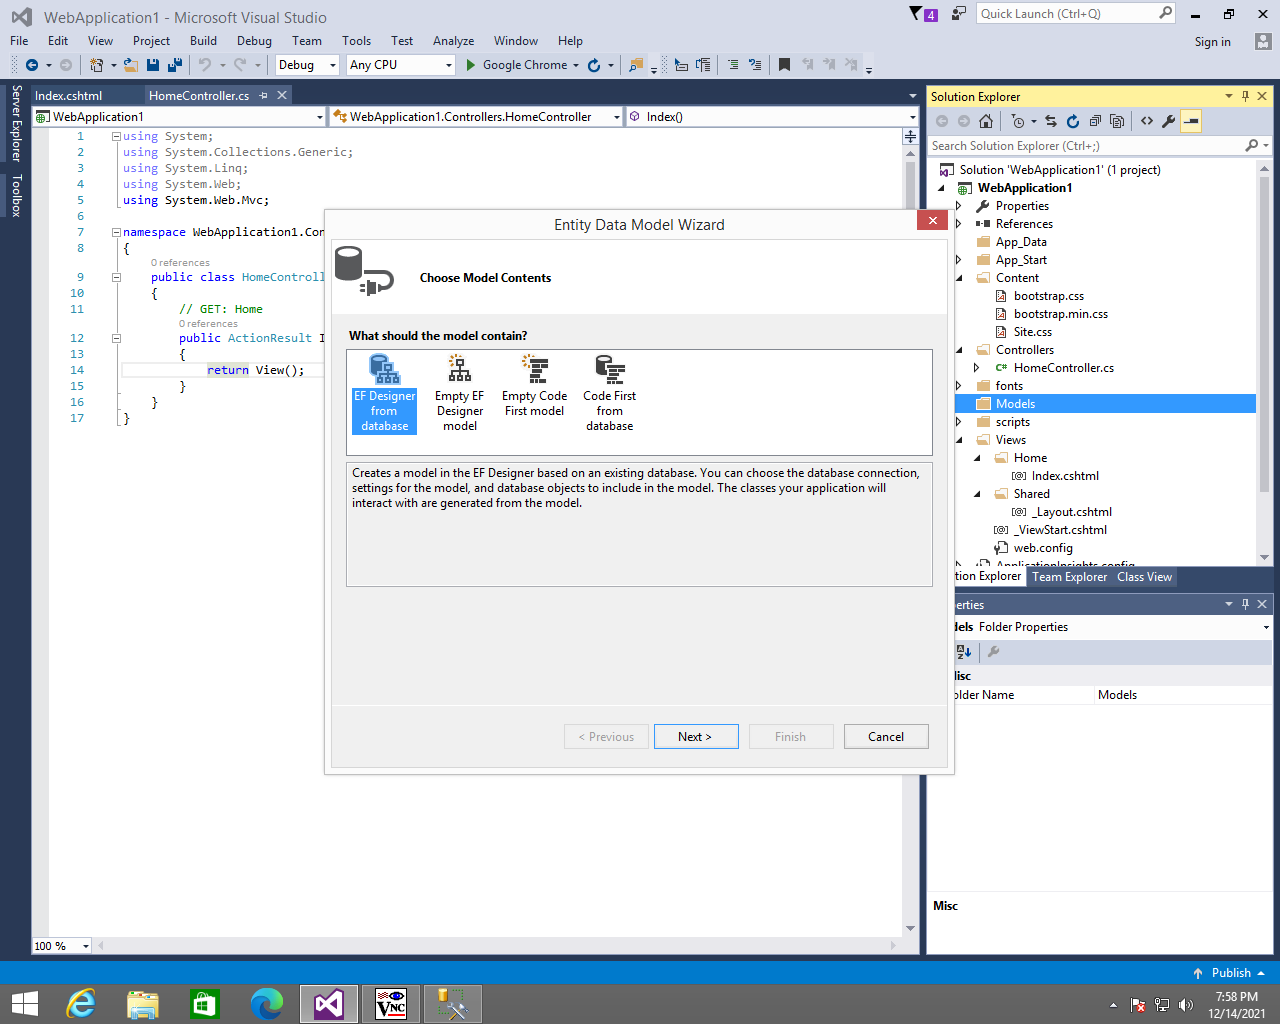 WebApplication1 - Microsoft Visual Studio
4
Quick Launch (Ctrl+Q)
File Edit View Project Build Debug Team Tools Test Analyze Window Help
Sign in
Debug Any CPU Google Chrome
Server Explorer
Toolbox
Index.cshtml HomeController.cs
WebApplication1 WebApplication1.Controllers.HomeController Index()
1 using System;
2 using System.Collections.Generic;
3 using System.Linq;
4 using System.Web;
5 using System.Web.Mvc;
6
7 namespace WebApplication1.Con
8 {
0 references
9 public class HomeControll
10 {
11 // GET: Home
0 references
12 public ActionResult I
13 {
14 return View();
15 }
16 }
17 }
100 %
Entity Data Model Wizard
Choose Model Contents
What should the model contain?
EF Designer from database
Empty EF Designer model
Empty Code First model
Code First from database
Creates a model in the EF Designer based on an existing database. You can choose the database connection,
settings for the model, and database objects to include in the model. The classes your application will
interact with are generated from the model.
< Previous Next > Finish Cancel
Solution Explorer
Search Solution Explorer (Ctrl+;)
Solution 'WebApplication1' (1 project)
WebApplication1
Properties
References
App_Data
App_Start
Content
bootstrap.css
bootstrap.min.css
Site.css
Controllers
C# HomeController.cs
fonts
Models
scripts
Views
Home
[@] Index.cshtml
Shared
[@] _Layout.cshtml
[@] _ViewStart.cshtml
web.config
ApplicationInsights.config
tion Explorer Team Explorer Class View
erties
dels Folder Properties
Misc
older Name Models
Misc
Publish
VNC
7:58 PM
12/14/2021